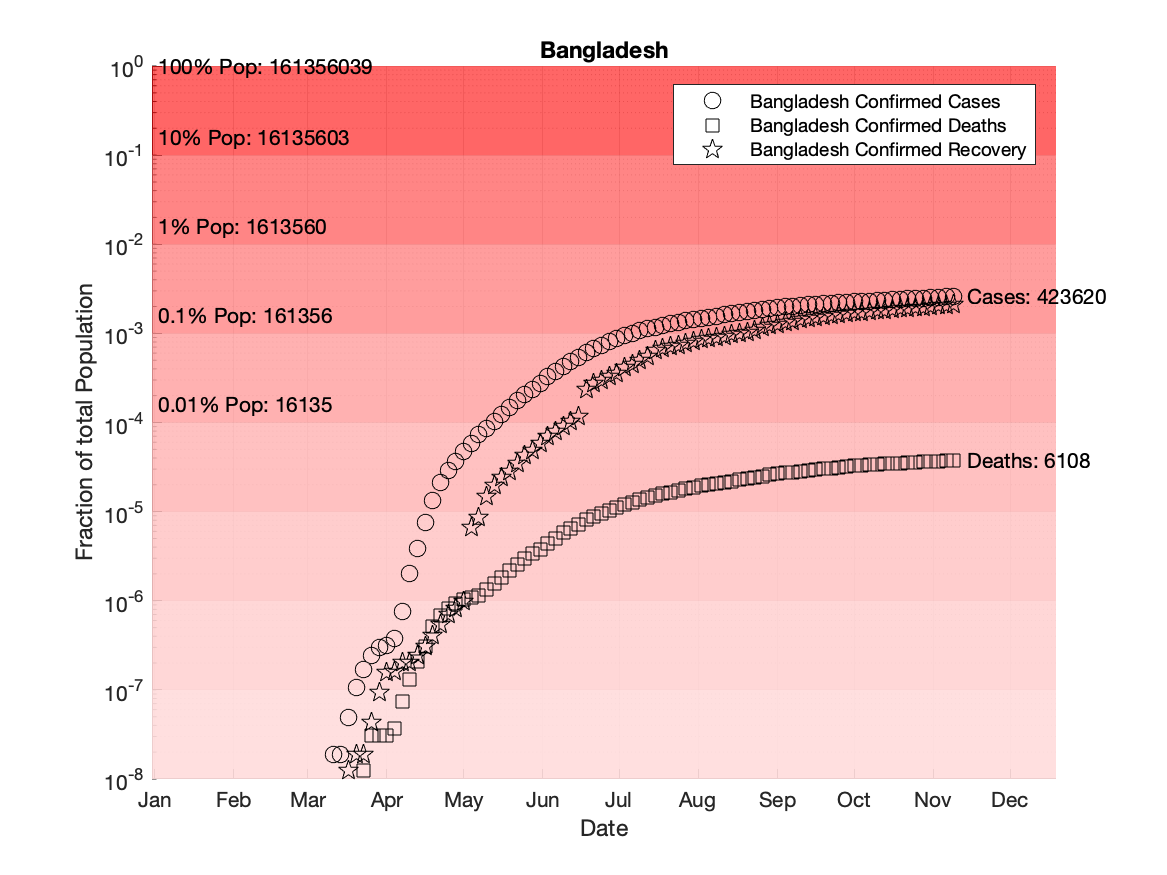 Bangladesh
10^0
100% Pop: 161356039
Bangladesh Confirmed Cases
Bangladesh Confirmed Deaths
Bangladesh Confirmed Recovery
10% Pop: 16135603
10^-1
1% Pop: 1613560
10^-2
Cases: 423620
0.1% Pop: 161356
10^-3
0.01% Pop: 16135
10^-4
Deaths: 6108
10^-5
10^-6
10^-7
10^-8
Fraction of total Population
Jan Feb Mar Apr May Jun Jul Aug Sep Oct Nov Dec
Date